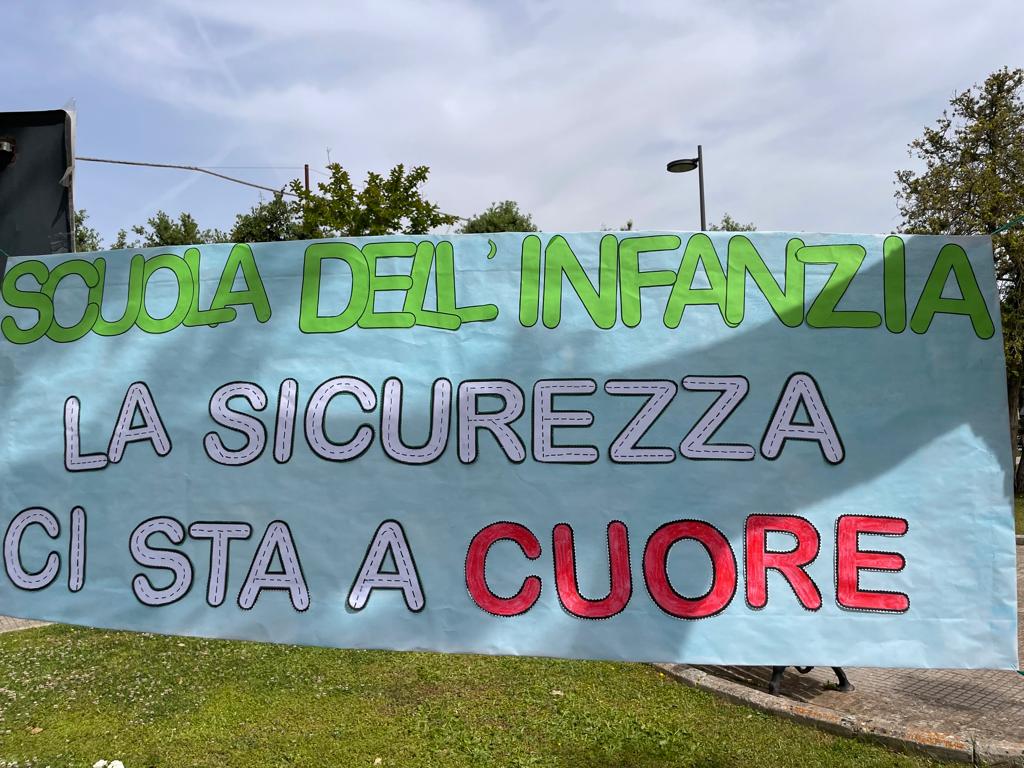 SCUOLA DELL'INFANZIA
LA SICUREZZA
CI STA A CUORE